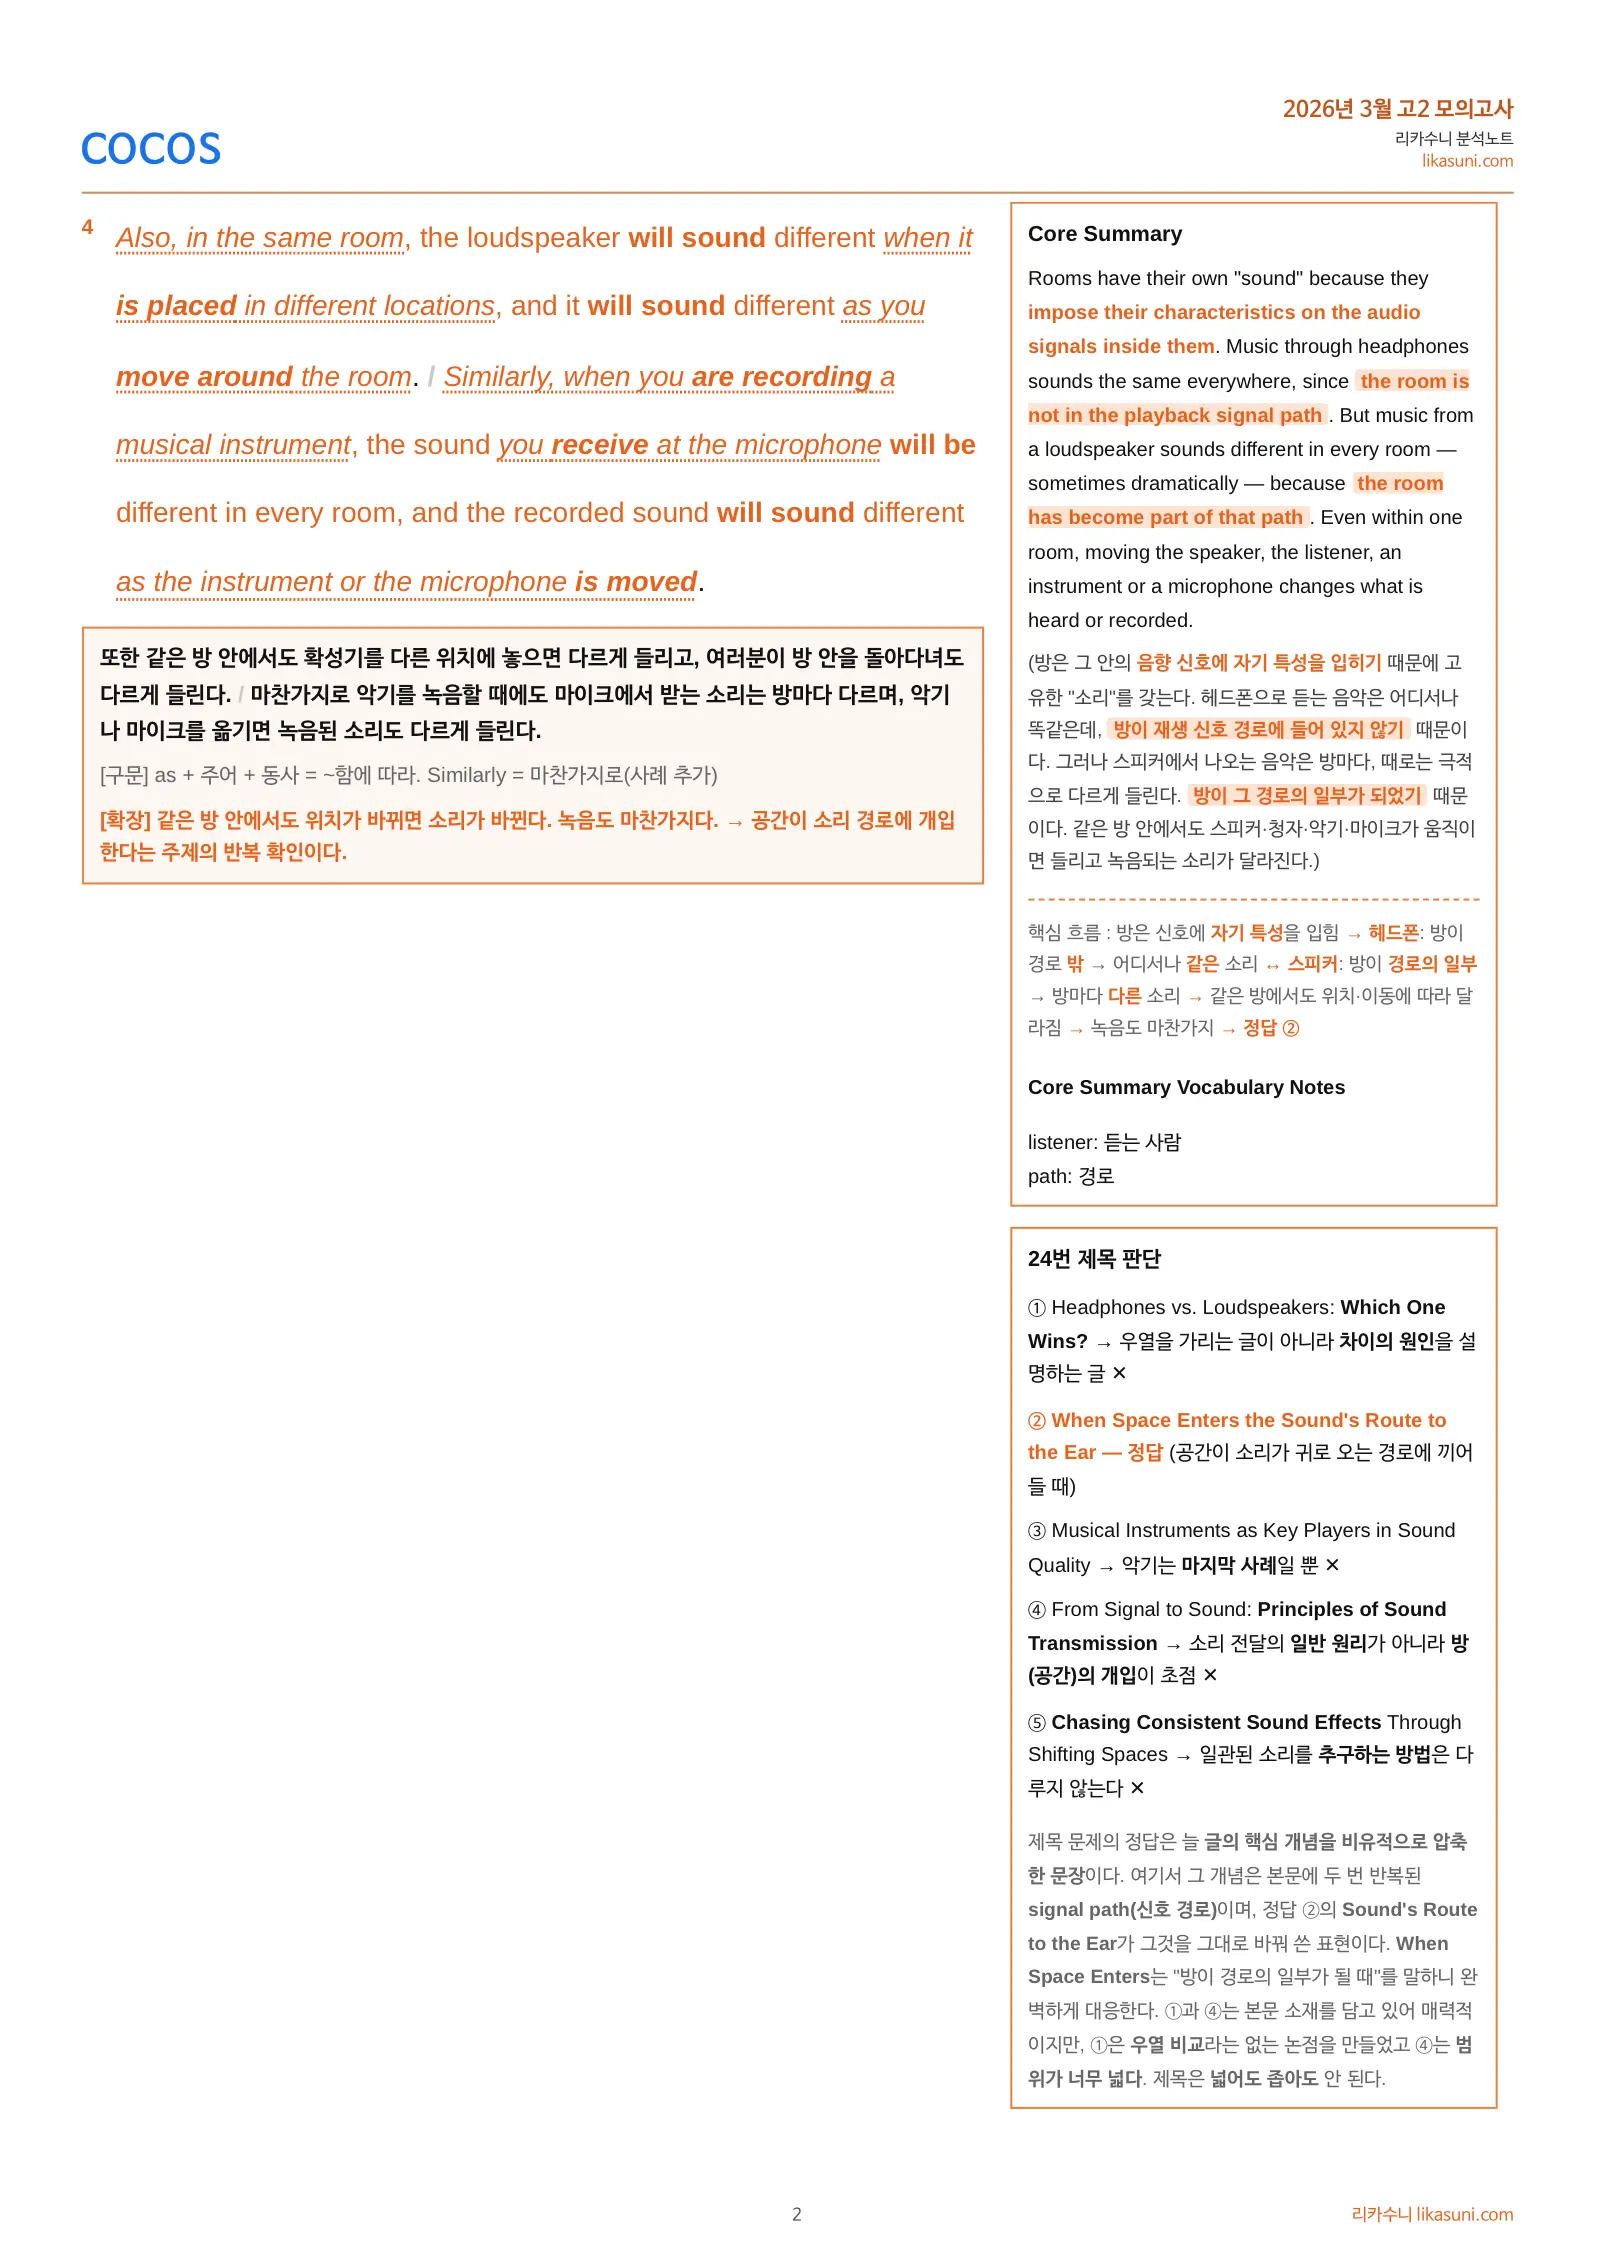 cocos
2026년 3월 고2 모의고사
리카수니 분석노트
likasuni.com
4 Also, in the same room, the loudspeaker will sound different when it
is placed in different locations, and it will sound different as you
move around the room. / Similarly, when you are recording a
musical instrument, the sound you receive at the microphone will be
different in every room, and the recorded sound will sound different
as the instrument or the microphone is moved.
또한 같은 방 안에서도 확성기를 다른 위치에 놓으면 다르게 들리고, 여러분이 방 안을 돌아다녀도
다르게 들린다. / 마찬가지로 악기를 녹음할 때에도 마이크에서 받는 소리는 방마다 다르며, 악기
나 마이크를 옮기면 녹음된 소리도 다르게 들린다.
[구문] as + 주어 + 동사 = ~함에 따라. Similarly = 마찬가지로(사례 추가)
[확장] 같은 방 안에서도 위치가 바뀌면 소리가 바뀐다. 녹음도 마찬가지다. → 공간이 소리 경로에 개입
한다는 주제의 반복 확인이다.
Core Summary
Rooms have their own "sound" because they
impose their characteristics on the audio
signals inside them. Music through headphones
sounds the same everywhere, since the room is
not in the playback signal path. But music from
a loudspeaker sounds different in every room —
sometimes dramatically — because the room
has become part of that path. Even within one
room, moving the speaker, the listener, an
instrument or a microphone changes what is
heard or recorded.
(방은 그 안의 음향 신호에 자기 특성을 입히기 때문에 고
유한 "소리"를 갖는다. 헤드폰으로 듣는 음악은 어디서나
똑같은데, 방이 재생 신호 경로에 들어 있지 않기 때문이
다. 그러나 스피커에서 나오는 음악은 방마다, 때로는 극적
으로 다르게 들린다. 방이 그 경로의 일부가 되었기 때문
이다. 같은 방 안에서도 스피커·청자·악기·마이크가 움직이
면 들리고 녹음되는 소리가 달라진다.)
핵심 흐름 : 방은 신호에 자기 특성을 입힘 → 헤드폰: 방이
경로 밖 → 어디서나 같은 소리 ↔ 스피커: 방이 경로의 일부
→ 방마다 다른 소리 → 같은 방에서도 위치·이동에 따라 달
라짐 → 녹음도 마찬가지 → 정답 ②
Core Summary Vocabulary Notes
listener: 듣는 사람
path: 경로
24번 제목 판단
① Headphones vs. Loudspeakers: Which One
Wins? → 우열을 가리는 글이 아니라 차이의 원인을 설
명하는 글 ✕
② When Space Enters the Sound's Route to
the Ear — 정답 (공간이 소리가 귀로 오는 경로에 끼어
들 때)
③ Musical Instruments as Key Players in Sound
Quality → 악기는 마지막 사례일 뿐 ✕
④ From Signal to Sound: Principles of Sound
Transmission → 소리 전달의 일반 원리가 아니라 방
(공간)의 개입이 초점 ✕
⑤ Chasing Consistent Sound Effects Through
Shifting Spaces → 일관된 소리를 추구하는 방법은 다
루지 않는다 ✕
제목 문제의 정답은 늘 글의 핵심 개념을 비유적으로 압축
한 문장이다. 여기서 그 개념은 본문에 두 번 반복된
signal path(신호 경로)이며, 정답 ②의 Sound's Route
to the Ear가 그것을 그대로 바꿔 쓴 표현이다. When
Space Enters는 "방이 경로의 일부가 될 때"를 말하니 완
벽하게 대응한다. ①과 ④는 본문 소재를 담고 있어 매력적
이지만, ①은 우열 비교라는 없는 논점을 만들었고 ④는 범
위가 너무 넓다. 제목은 넓어도 좁아도 안 된다.
2
리카수니 likasuni.com